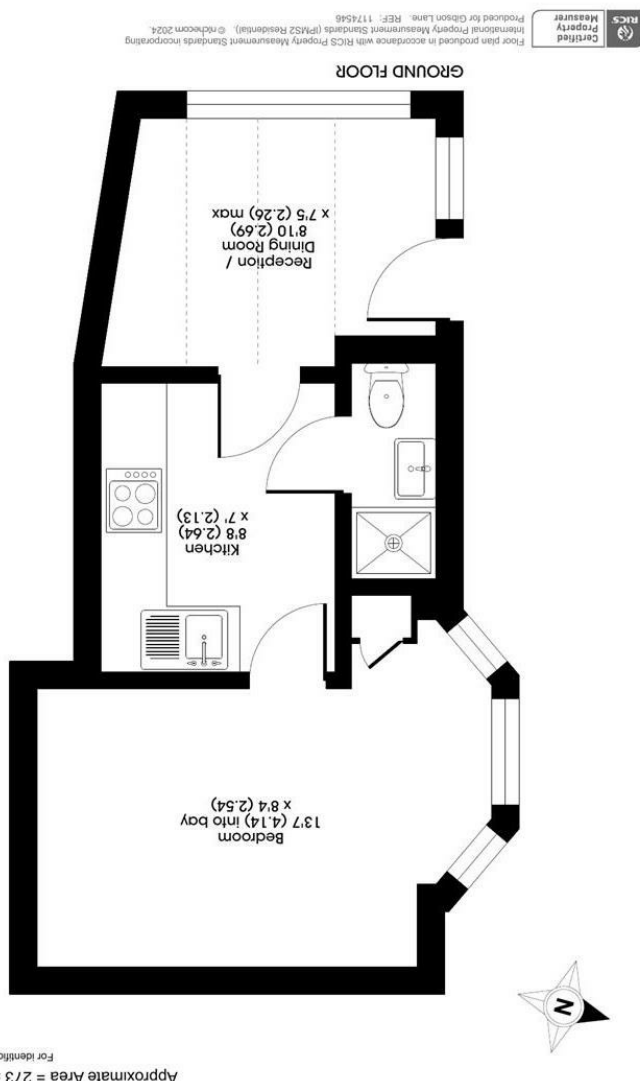 Approximate Area = 273
For
N
Bedroom
13'7 (4.14) into bay
x 8'4 (2.54)
Kitchen
8'8 (2.64)
x 7' (2.13)
Reception /
Dining Room
8'10 (2.69)
x 7'5 (2.26) max
GROUND FLOOR
Certified
Property
Measurer
RICS
Floor plan produced in accordance with RICS Property Measurement Standards incorporating
International Property Measurement Standards (IPMS2 Residential). © nichecom 2024.
Produced for Gibson Lane. REF: 1174546